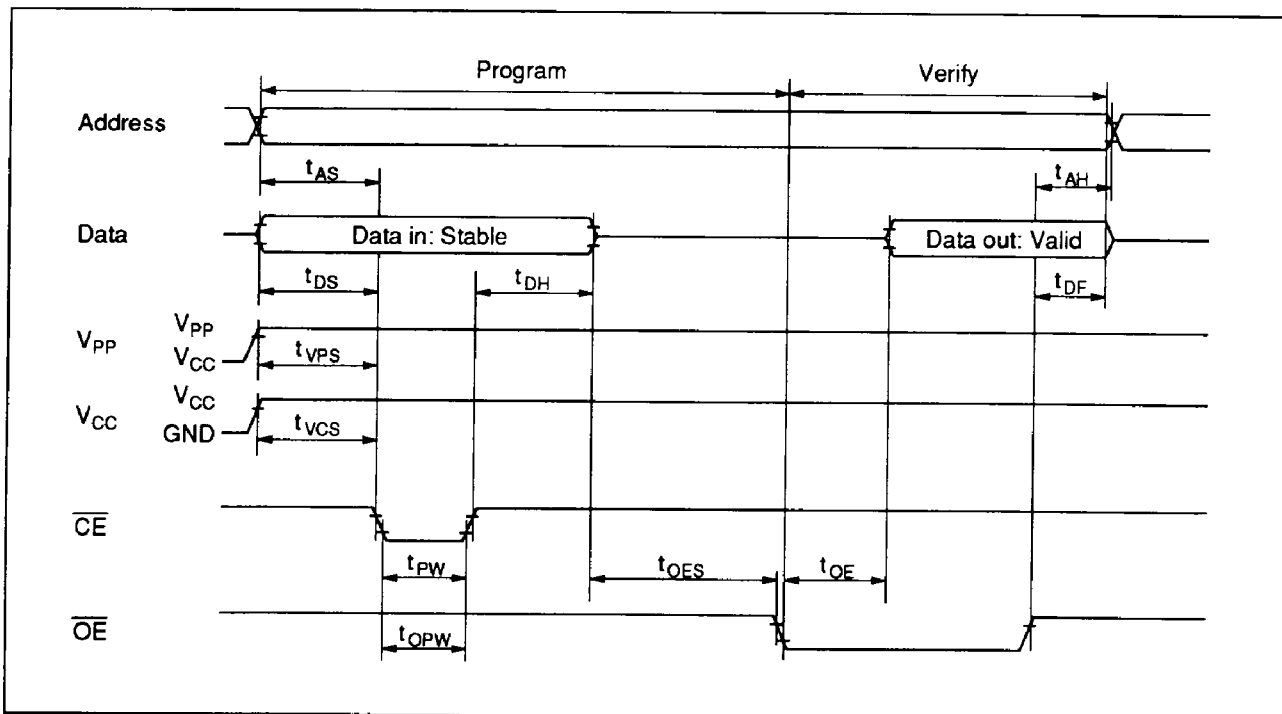 Program Verify
Address
tAS tAH
Data Data in: Stable Data out: Valid
tDS tDH tDF
VPP VPP
VCC tVPS
VCC VCC
GND tVCS
CE
tPW tOES tOE
OE
tOPW